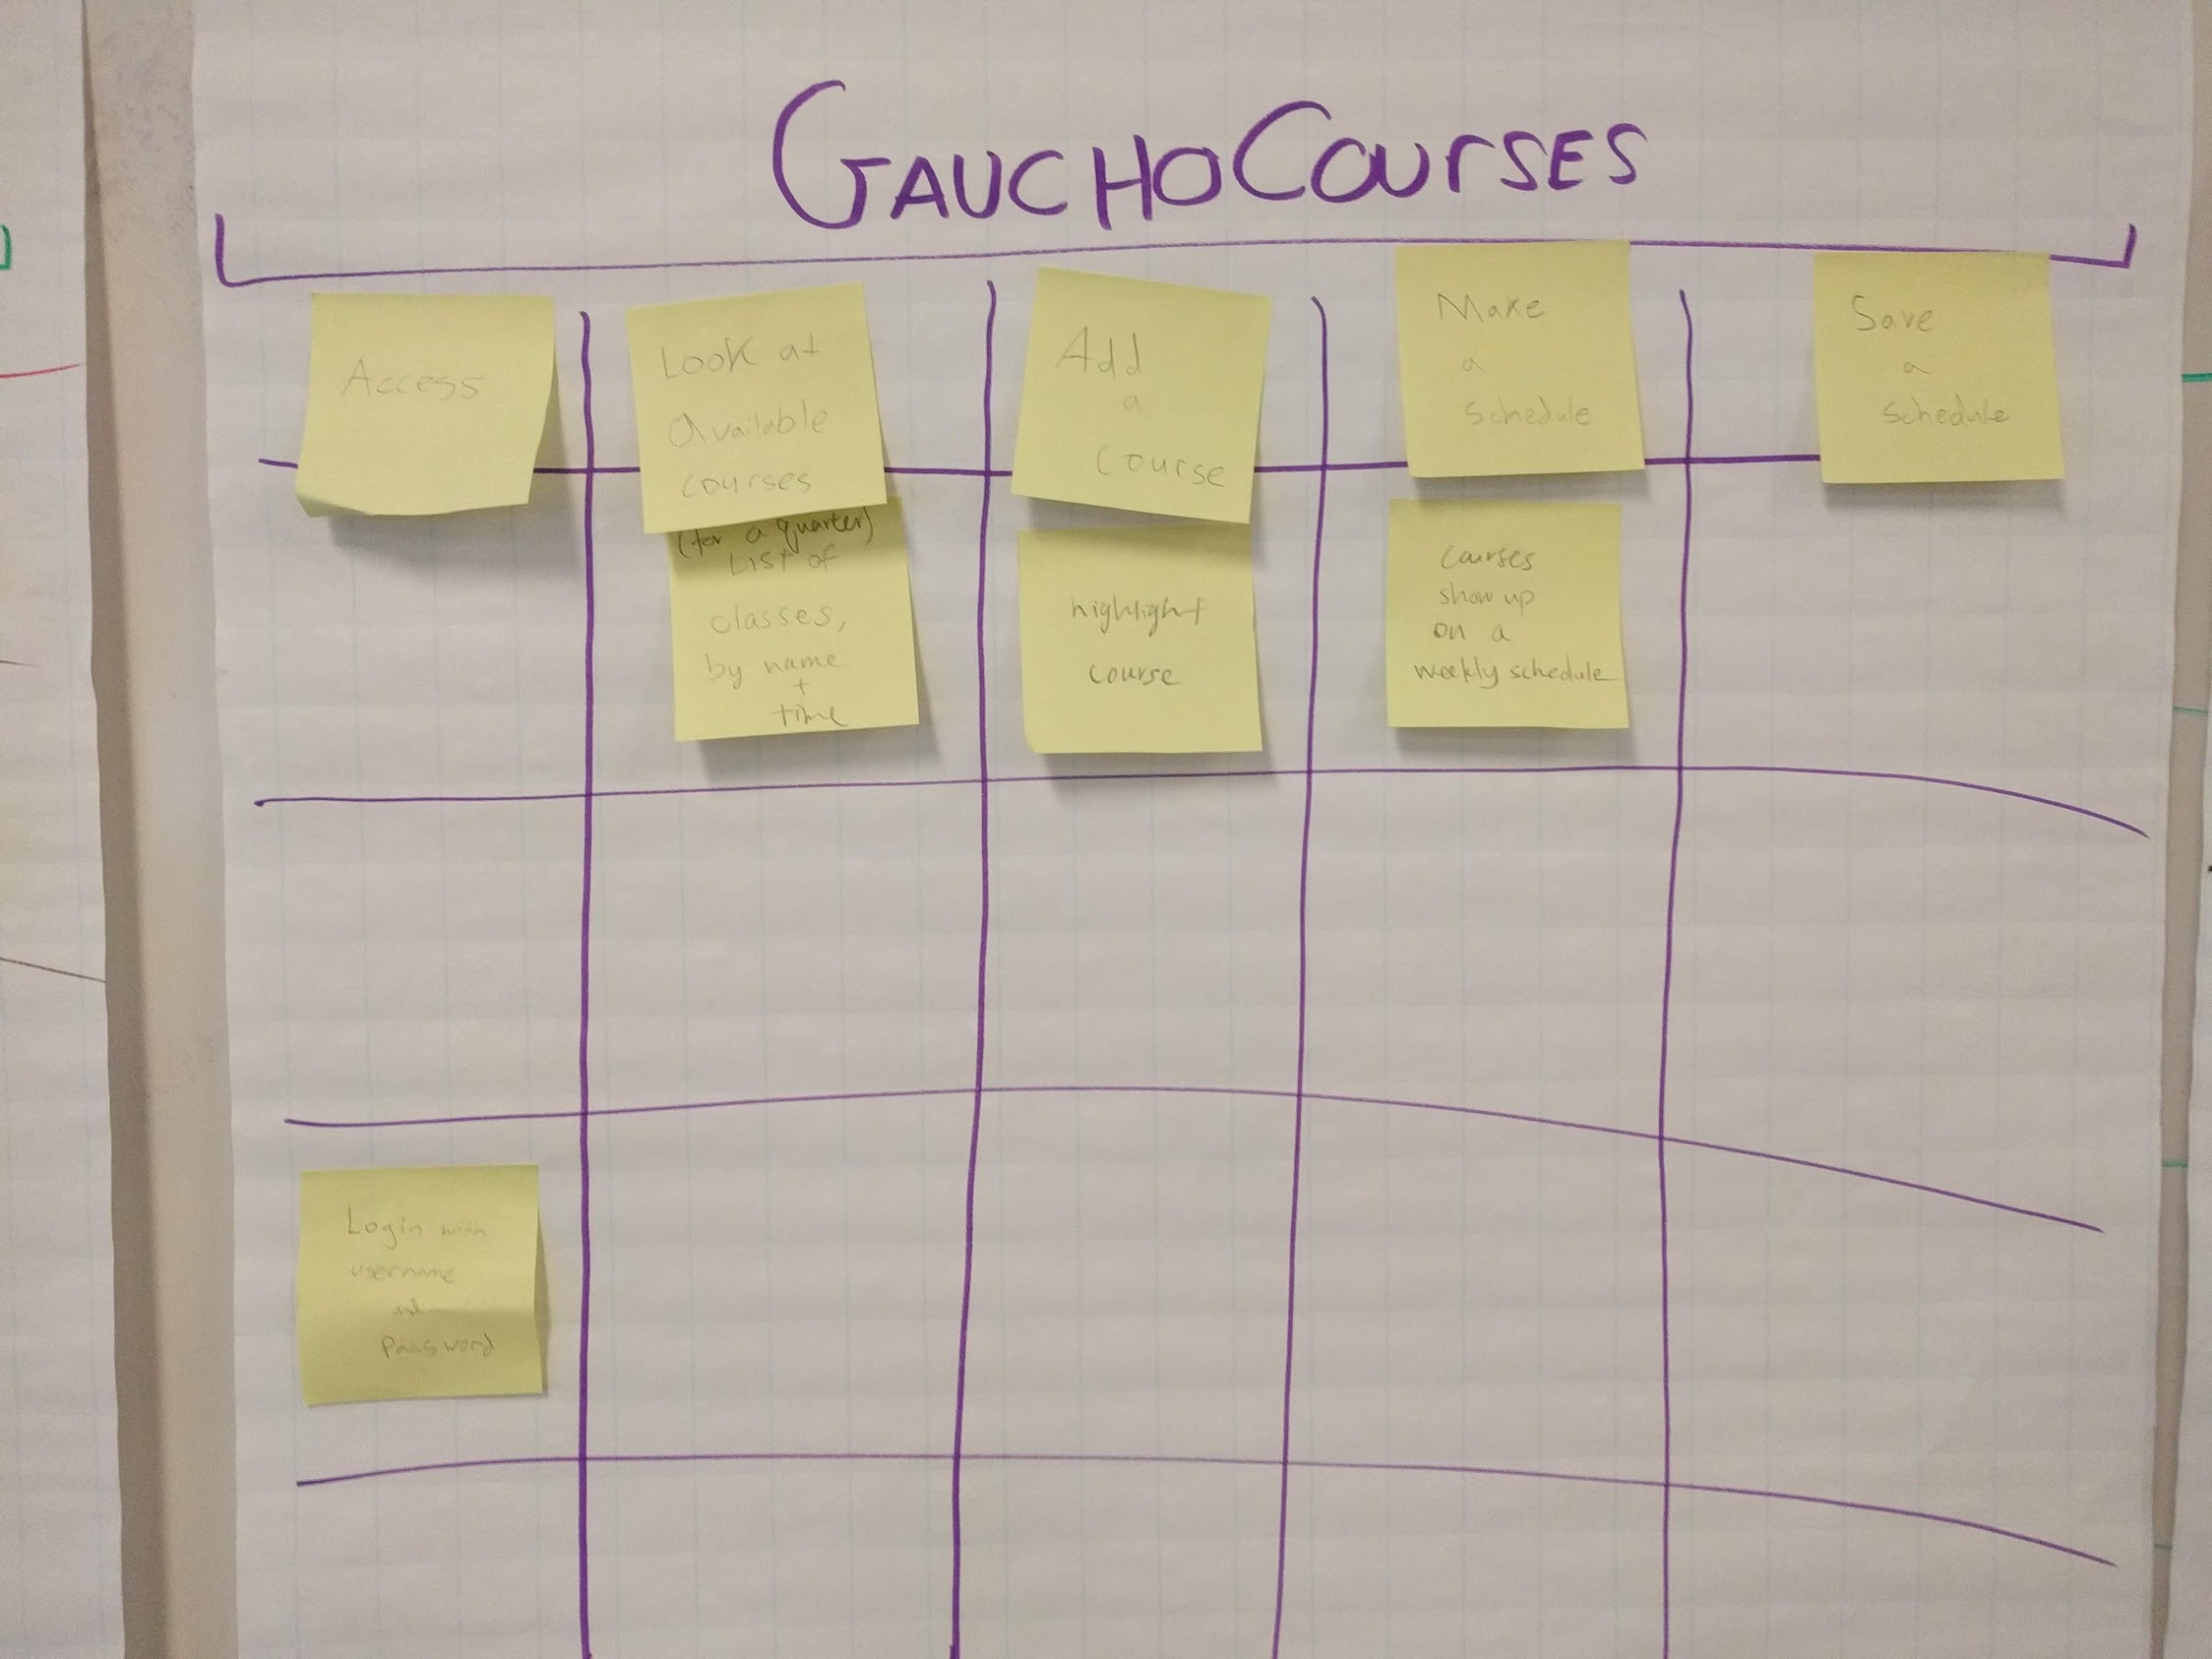 GAUCHOCOURSES
Access
Look at
Available
courses
Add
a
Course
Make
a
schedule
Save
a
schedule
(for a quarter)
List of
classes,
by name
+
time
highlight
course
Courses
show up
on a
weekly schedule
Login with
username
and
Password